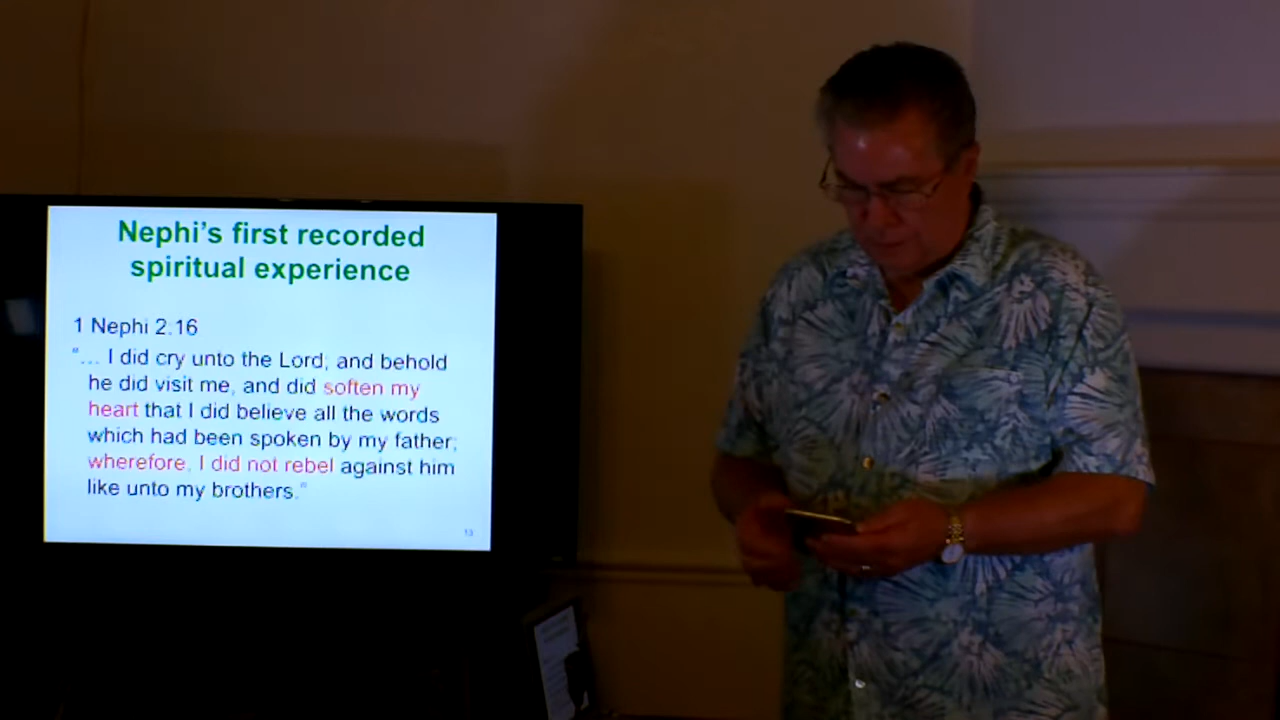 Nephi's first recorded
spiritual experience
1 Nephi 2:16
"... I did cry unto the Lord; and behold
he did visit me, and did soften my
heart that I did believe all the words
which had been spoken by my father;
wherefore, I did not rebel against him
like unto my brothers."
13